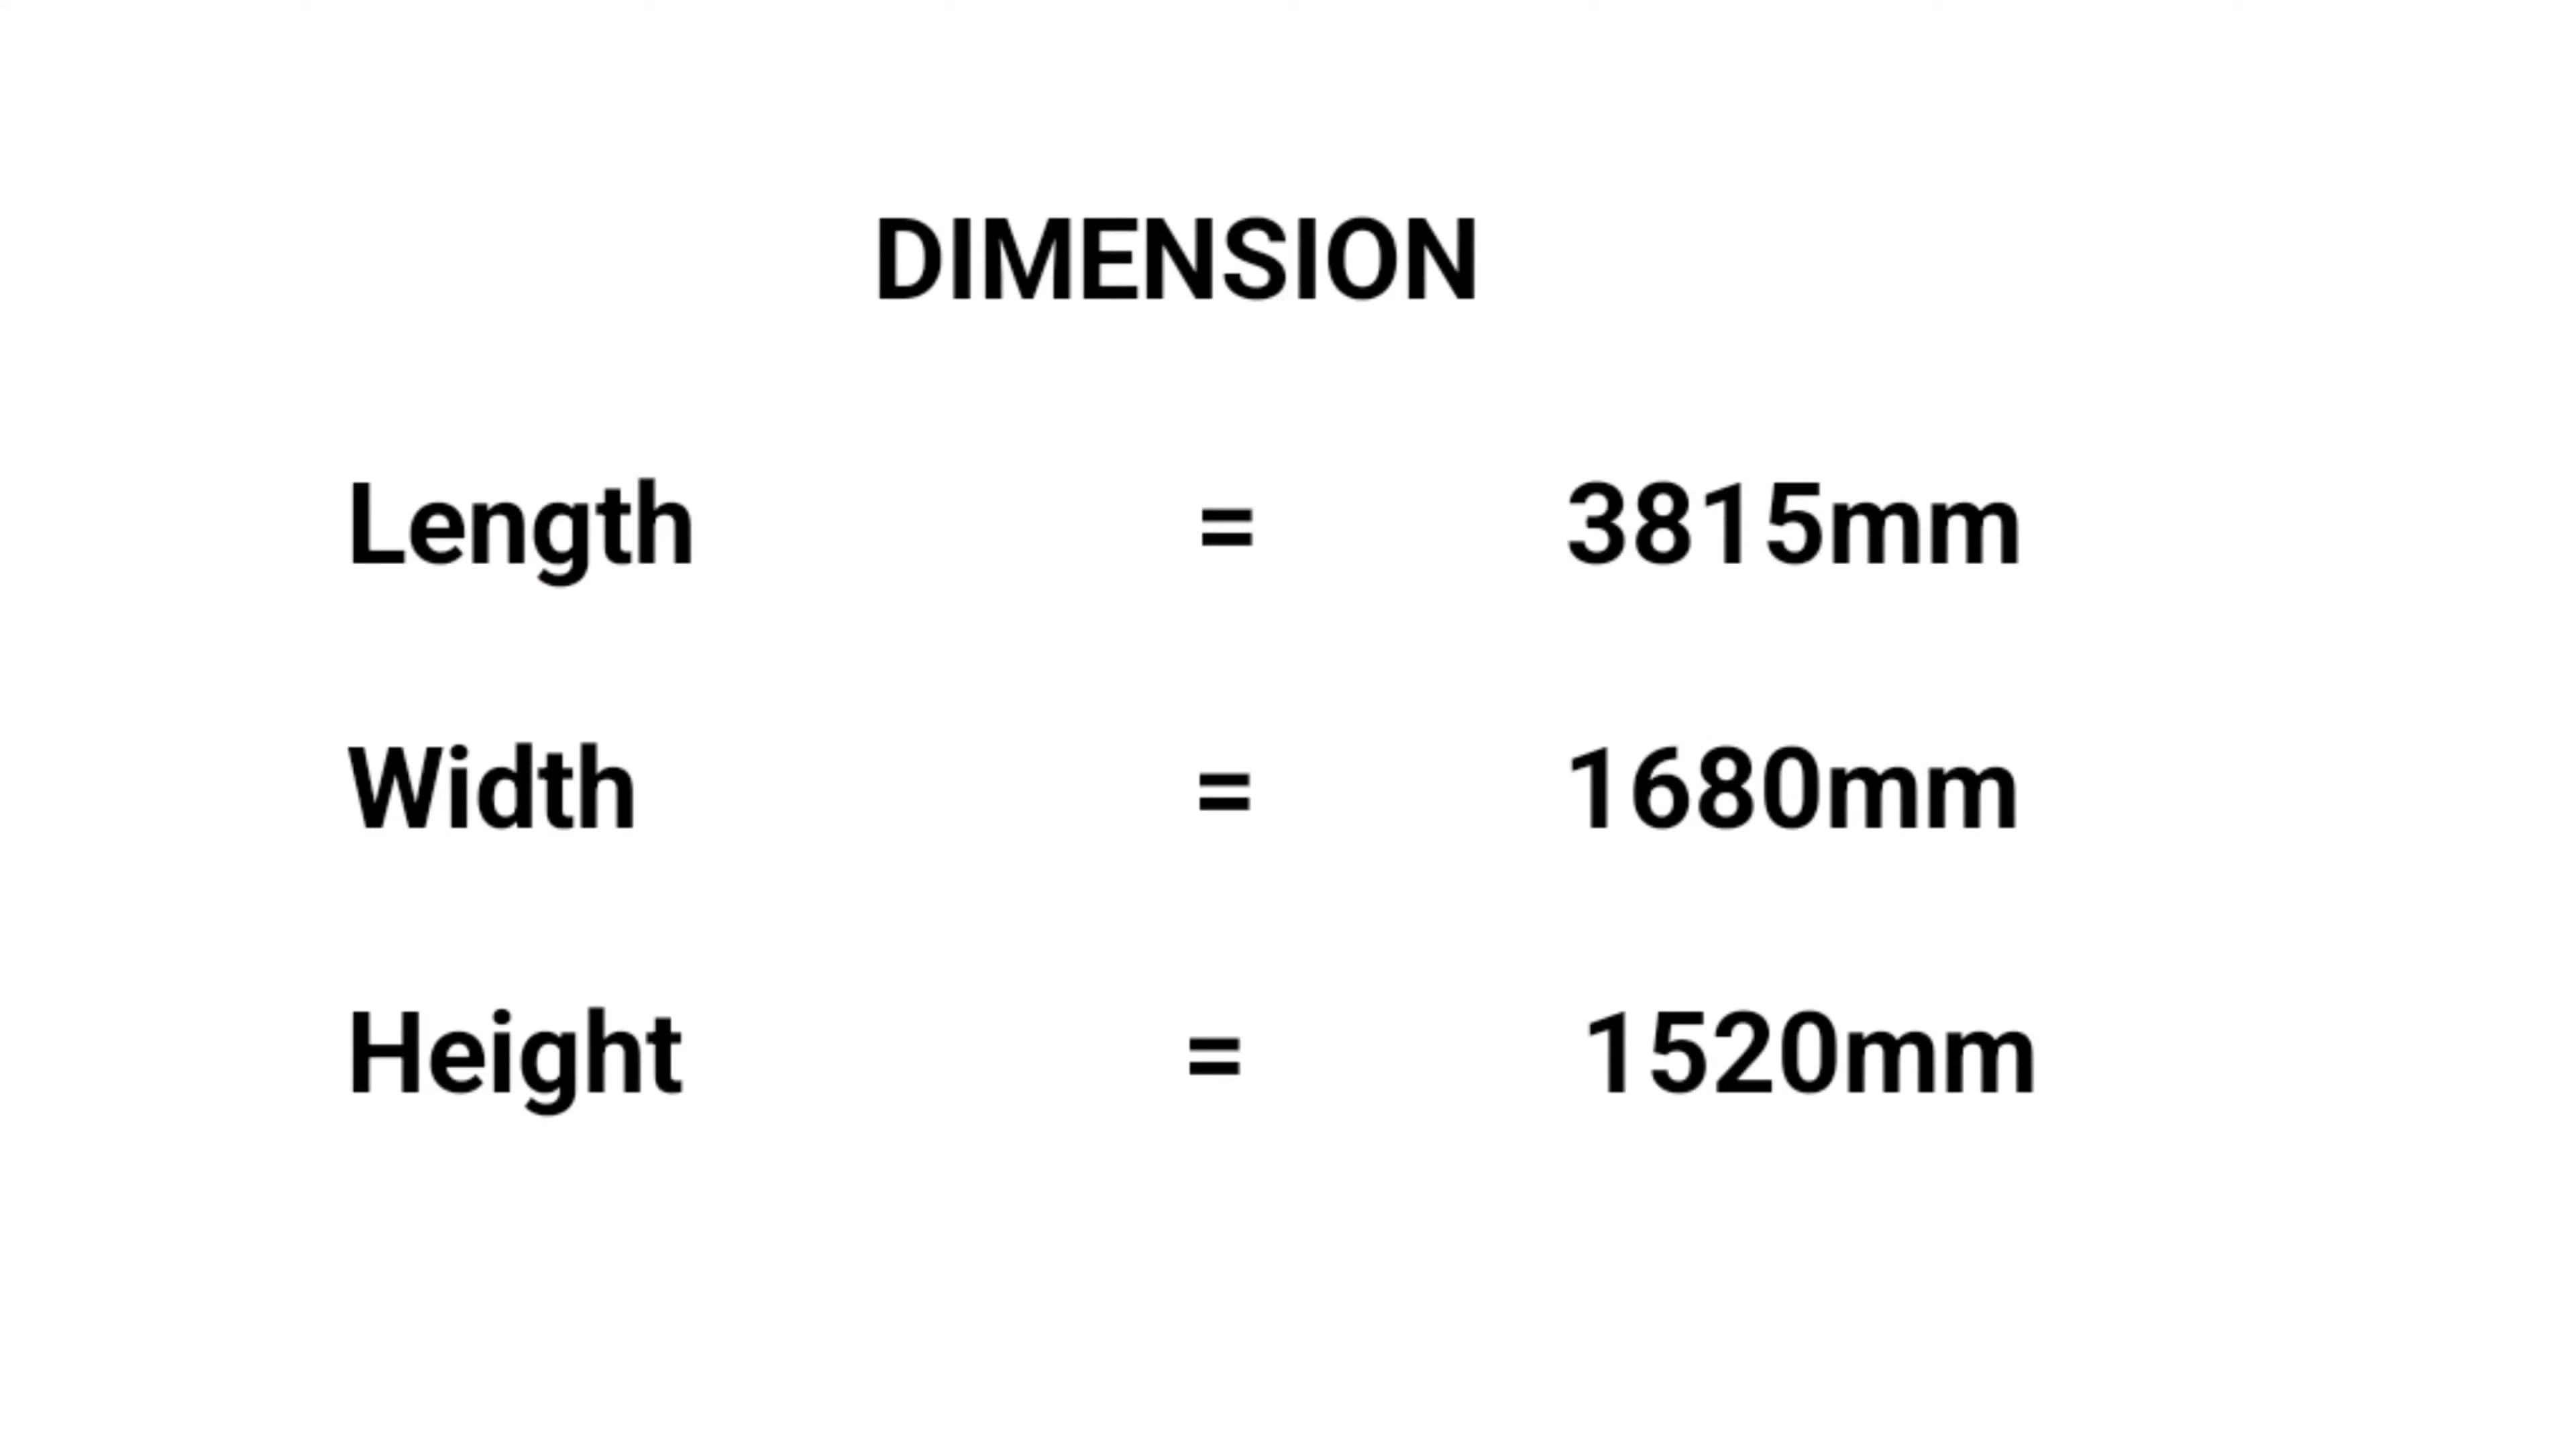 DIMENSION
Length = 3815mm
Width = 1680mm
Height = 1520mm